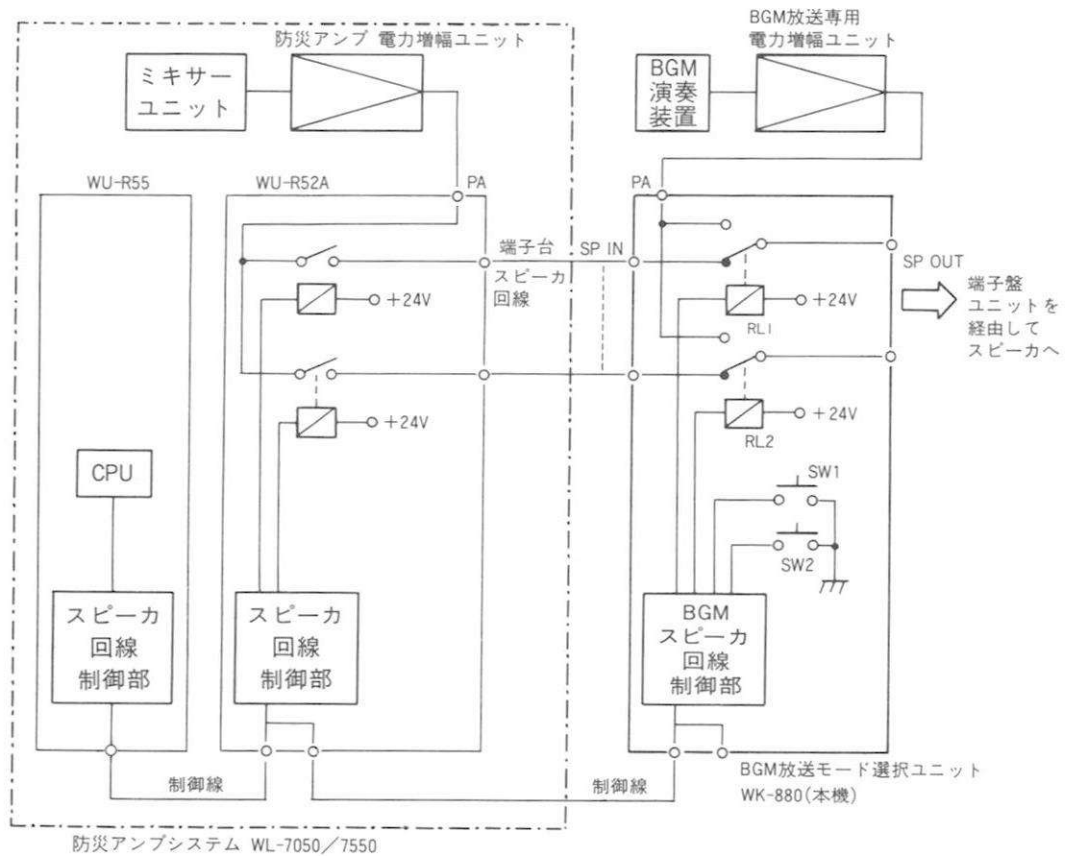 防災アンプ 電力増幅ユニット
ミキサー
ユニット
BGM放送専用
電力増幅ユニット
BGM
演奏
装置
WU-R55
WU-R52A
PA
PA
端子台
スピーカ
回線
SP IN
SP OUT
端子盤
ユニットを
経由して
スピーカへ
+24V
+24V
RL1
+24V
+24V
RL2
SW1
SW2
CPU
スピーカ
回線
制御部
スピーカ
回線
制御部
BGM
スピーカ
回線
制御部
制御線
制御線
BGM放送モード選択ユニット
WK-880(本機)
防災アンプシステム WL-7050/7550